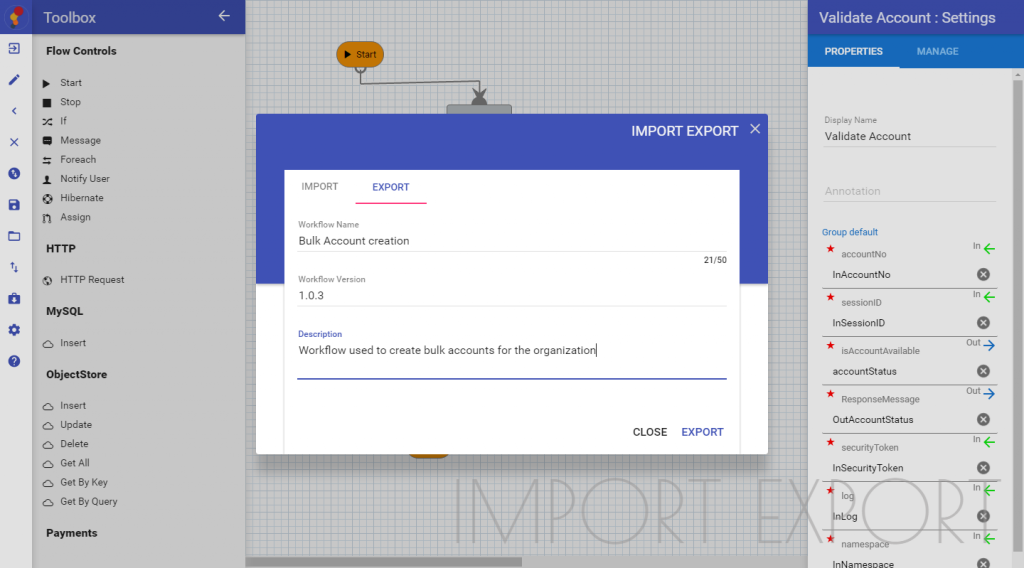 Toolbox
Flow Controls
Start
Stop
If
Message
Foreach
Notify User
Hibernate
Assign
HTTP
HTTP Request
MySQL
Insert
ObjectStore
Insert
Update
Delete
Get All
Get By Key
Get By Query
Payments
Start
IMPORT EXPORT
IMPORT EXPORT
Workflow Name
Bulk Account creation
21/50
Workflow Version
1.0.3
Description
Workflow used to create bulk accounts for the organization
CLOSE EXPORT
IMPORT EXPORT
Validate Account : Settings
PROPERTIES MANAGE
Display Name
Validate Account
Annotation
Group default
accountNo In
InAccountNo
sessionID In
InSessionID
isAccountAvailable Out
accountStatus
ResponseMessage Out
OutAccountStatus
securityToken In
InSecurityToken
log In
InLog
namespace In
InNamespace